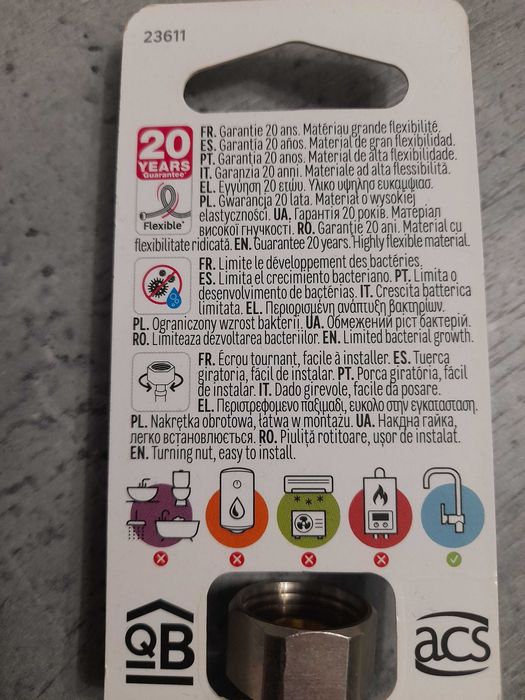 23611
20
YEARS
Guarantee*
Flexible*
FR. Garantie 20 ans. Matériau grande flexibilité.
ES. Garantía 20 años. Material de gran flexibilidad.
PT. Garantia 20 anos. Material de alta flexibilidade.
IT. Garanzia 20 anni. Materiale ad alta flessibilità.
EL. Εγγύηση 20 ετών. Υλικο υψηλησ ευκαμψιασ.
PL. Gwarancja 20 lata. Materiał o wysokiej
elastyczności. UA. Гарантія 20 років. Матеріал
високої гнучкості. RO. Garanție 20 ani. Material cu
flexibilitate ridicată. EN. Guarantee 20 years. Highly flexible material.
FR. Limite le développement des bactéries.
ES. Limita el crecimiento bacteriano. PT. Limita o
desenvolvimento de bactérias. IT. Crescita batterica
limitata. EL. Περιορισμένη ανάπτυξη βακτηρίων.
PL. Ograniczony wzrost bakterii. UA. Обмежений ріст бактерій.
RO. Limiteaza dezvoltarea bacteriilor. EN. Limited bacterial growth.
FR. Écrou tournant, facile à installer. ES. Tuerca
giratoria, fácil de instalar. PT. Porca giratória, fácil
de instalar. IT. Dado girevole, facile da posare.
EL. Περιστρεφομενο παξιμαδι, ευκολο στην εγκατασταση.
PL. Nakrętka obrotowa, łatwa w montażu. UA. Накидна гайка,
легко встановлюється. RO. Piuliță rotitoare, ușor de instalat.
EN. Turning nut, easy to install.
QB
acs